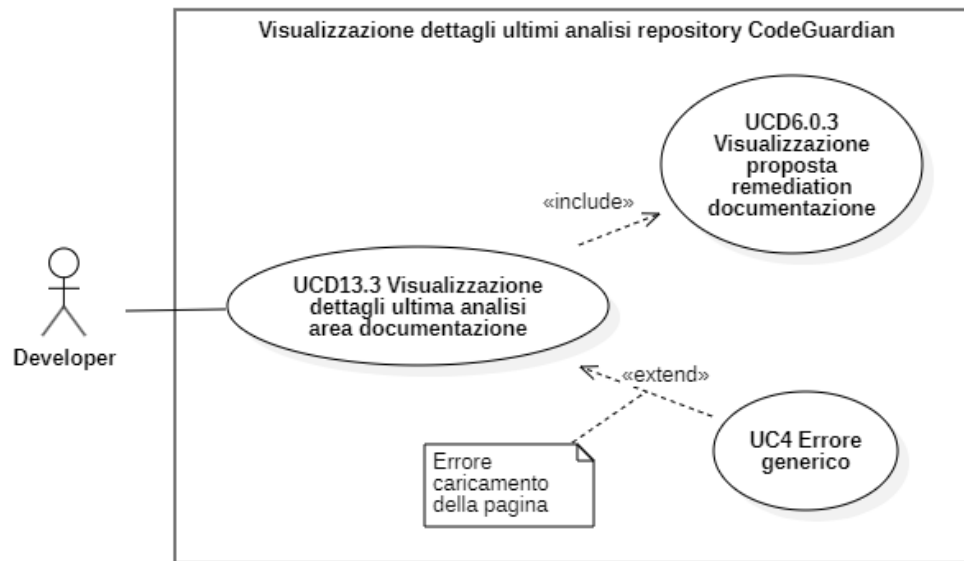 Visualizzazione dettagli ultimi analisi repository CodeGuardian
UCD6.0.3
Visualizzazione
proposta
remediation
documentazione
«include»
UCD13.3 Visualizzazione
dettagli ultima analisi
area documentazione
Developer
«extend»
UC4 Errore
generico
Errore
caricamento
della pagina